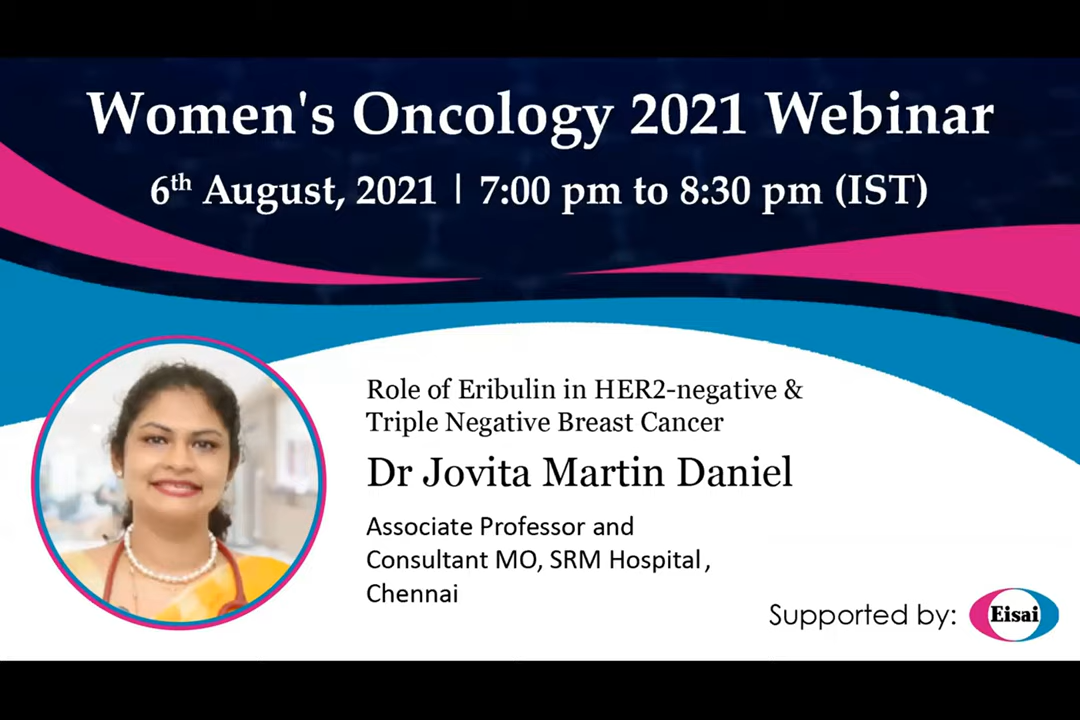 Women's Oncology 2021 Webinar
6th August, 2021 | 7:00 pm to 8:30 pm (IST)
Role of Eribulin in HER2-negative &
Triple Negative Breast Cancer
Dr Jovita Martin Daniel
Associate Professor and
Consultant MO, SRM Hospital,
Chennai
Supported by: Eisai